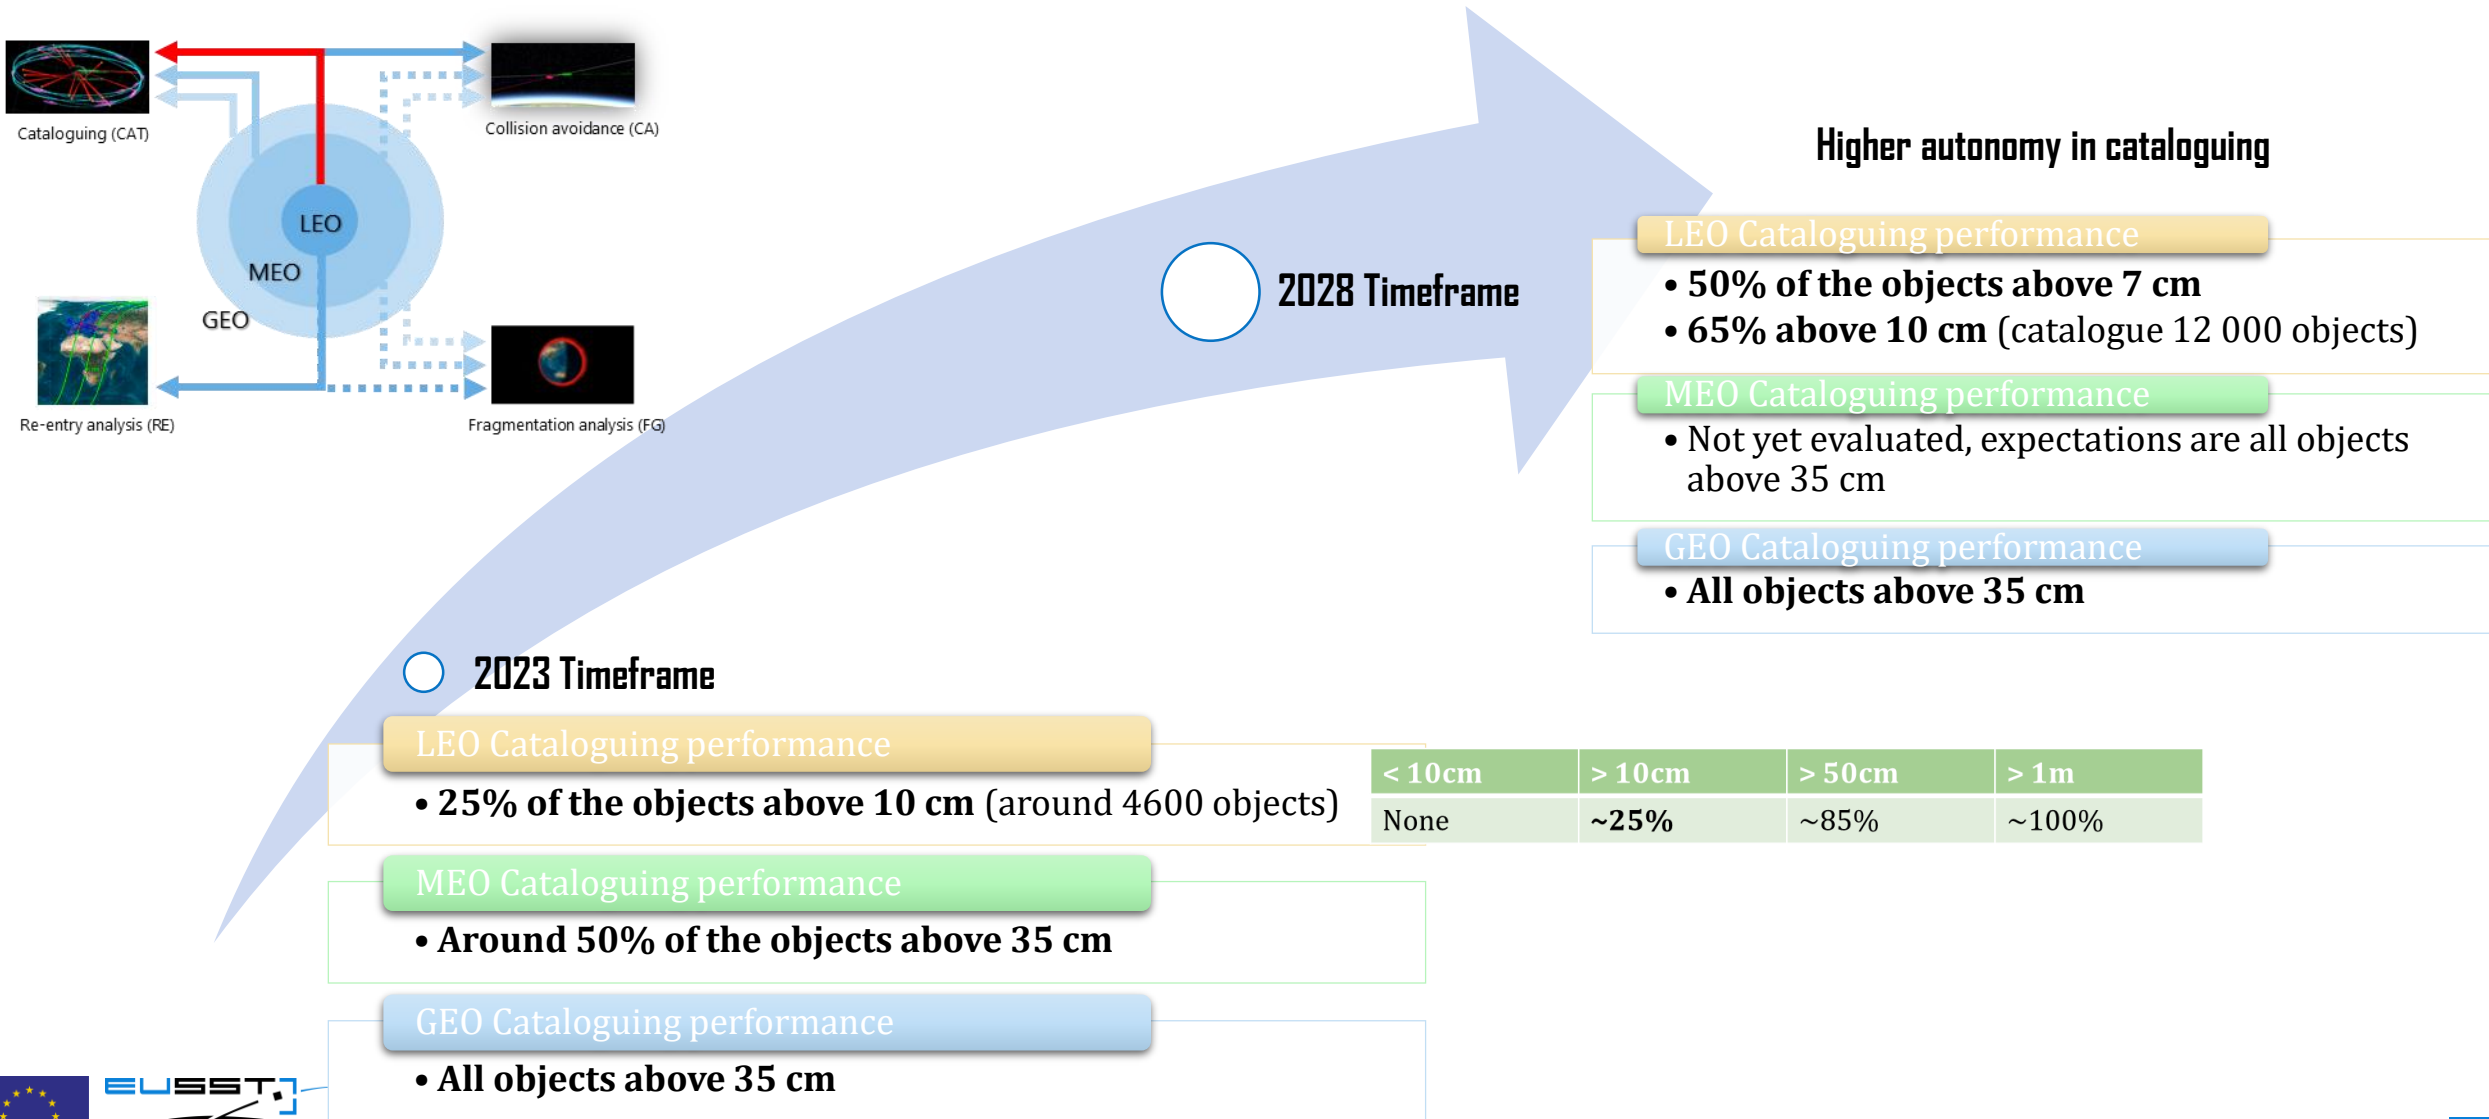 Cataloguing (CAT)
Collision avoidance (CA)
LEO
MEO
GEO
Re-entry analysis (RE)
Fragmentation analysis (FG)
Higher autonomy in cataloguing
2028 Timeframe
LEO Cataloguing performance
• 50% of the objects above 7 cm
• 65% above 10 cm (catalogue 12 000 objects)
MEO Cataloguing performance
• Not yet evaluated, expectations are all objects
above 35 cm
GEO Cataloguing performance
• All objects above 35 cm
2023 Timeframe
LEO Cataloguing performance
• 25% of the objects above 10 cm (around 4600 objects)
< 10cm > 10cm > 50cm > 1m
None ~25% ~85% ~100%
MEO Cataloguing performance
• Around 50% of the objects above 35 cm
GEO Cataloguing performance
• All objects above 35 cm
EUSST